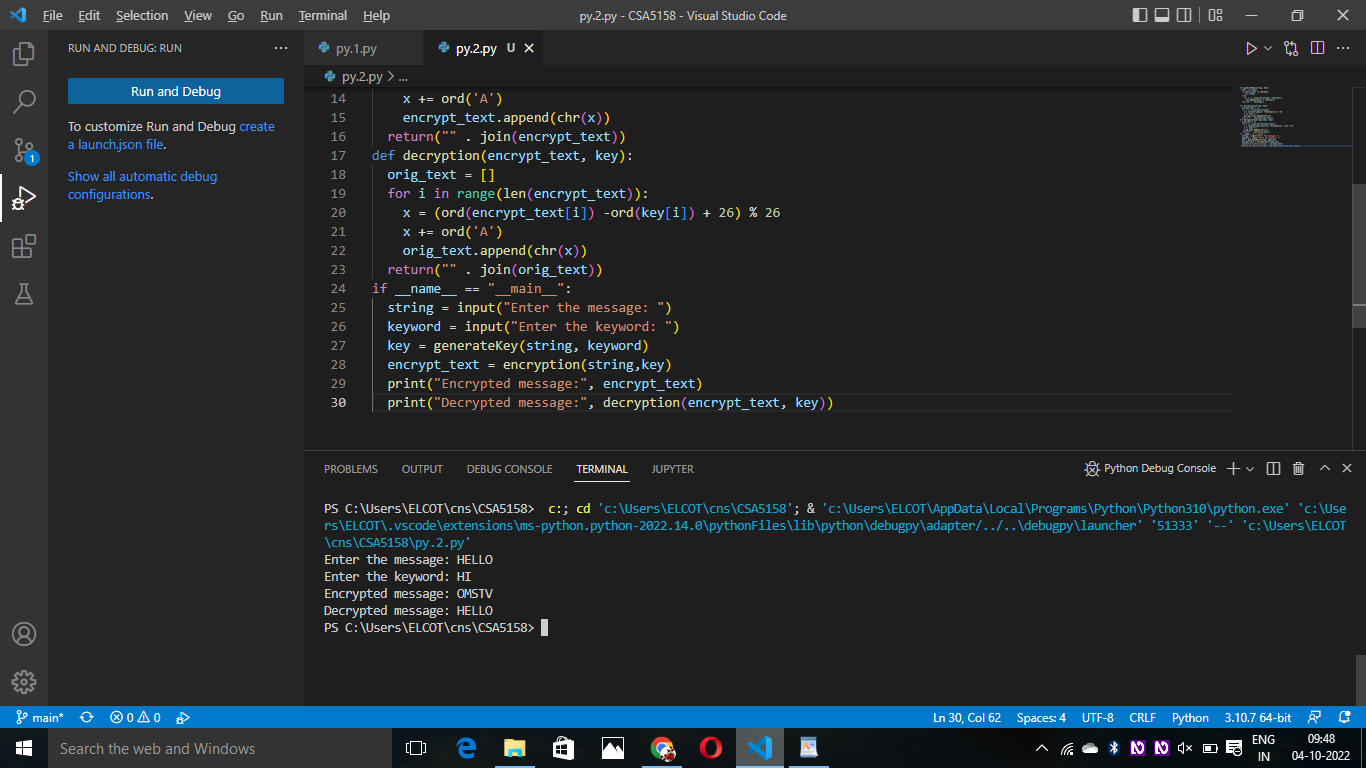 File Edit Selection View Go Run Terminal Help py.2.py - CSA5158 - Visual Studio Code
RUN AND DEBUG: RUN ···
Run and Debug
To customize Run and Debug create
a launch.json file.
Show all automatic debug
configurations.
1
py.1.py py.2.py U
py.2.py > ...
14 x += ord('A')
15 encrypt_text.append(chr(x))
16 return("" . join(encrypt_text))
17 def decryption(encrypt_text, key):
18 orig_text = []
19 for i in range(len(encrypt_text)):
20 x = (ord(encrypt_text[i]) -ord(key[i]) + 26) % 26
21 x += ord('A')
22 orig_text.append(chr(x))
23 return("" . join(orig_text))
24 if __name__ == "__main__":
25 string = input("Enter the message: ")
26 keyword = input("Enter the keyword: ")
27 key = generateKey(string, keyword)
28 encrypt_text = encryption(string,key)
29 print("Encrypted message:", encrypt_text)
30 print("Decrypted message:", decryption(encrypt_text, key))
PROBLEMS OUTPUT DEBUG CONSOLE TERMINAL JUPYTER Python Debug Console
PS C:\Users\ELCOT\cns\CSA5158> c:; cd 'c:\Users\ELCOT\cns\CSA5158'; & 'c:\Users\ELCOT\AppData\Local\Programs\Python\Python310\python.exe' 'c:\Use
rs\ELCOT\.vscode\extensions\ms-python.python-2022.14.0\pythonFiles\lib\python\debugpy\adapter/../..\debugpy\launcher' '51333' '--' 'c:\Users\ELCOT
\cns\CSA5158\py.2.py'
Enter the message: HELLO
Enter the keyword: HI
Encrypted message: OMSTV
Decrypted message: HELLO
PS C:\Users\ELCOT\cns\CSA5158>
main* 0 0 Ln 30, Col 62 Spaces: 4 UTF-8 CRLF Python 3.10.7 64-bit
Search the web and Windows
ENG 09:48
IN 04-10-2022